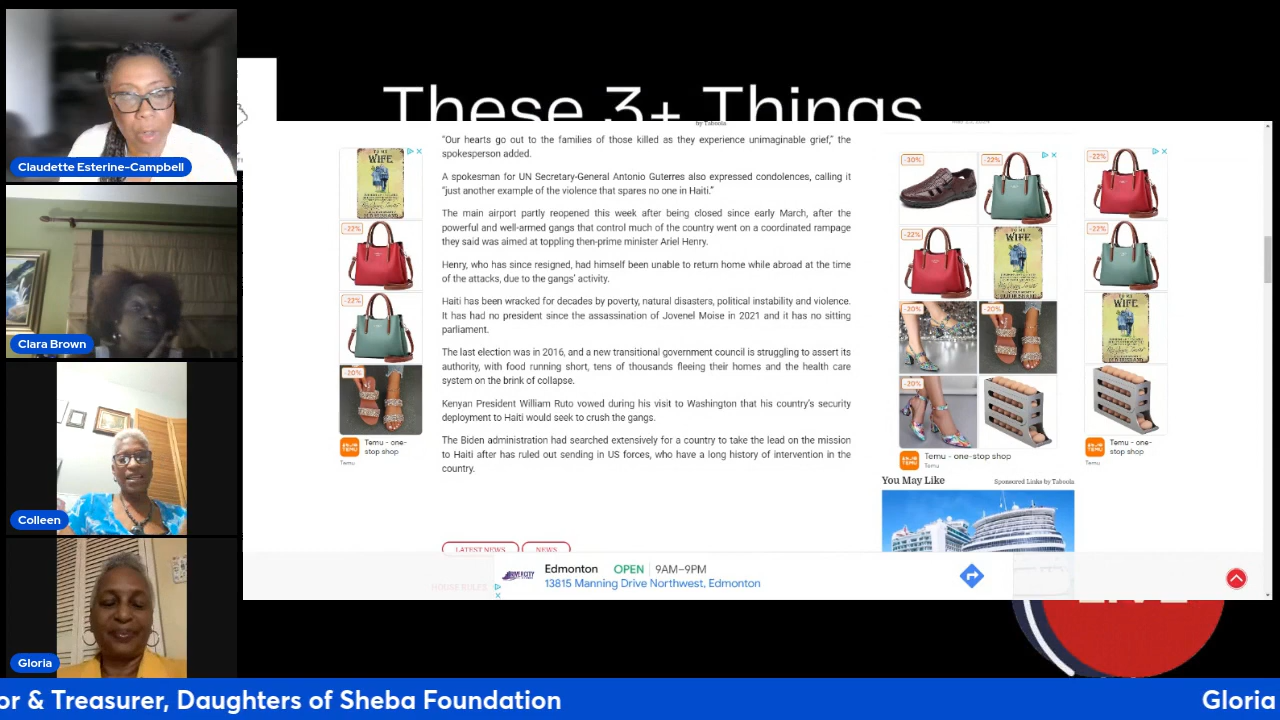 These 3+ Things
Claudette Esterine-Campbell
Clara Brown
Colleen
Gloria
by Taboola
"Our hearts go out to the families of those killed as they experience unimaginable grief," the
spokesperson added.
A spokesman for UN Secretary-General Antonio Guterres also expressed condolences, calling it
"just another example of the violence that spares no one in Haiti."
The main airport partly reopened this week after being closed since early March, after the
powerful and well-armed gangs that control much of the country went on a coordinated rampage
they said was aimed at toppling then-prime minister Ariel Henry.
Henry, who has since resigned, had himself been unable to return home while abroad at the time
of the attacks, due to the gangs' activity.
Haiti has been wracked for decades by poverty, natural disasters, political instability and violence.
It has had no president since the assassination of Jovenel Moise in 2021 and it has no sitting
parliament.
The last election was in 2016, and a new transitional government council is struggling to assert its
authority, with food running short, tens of thousands fleeing their homes and the health care
system on the brink of collapse.
Kenyan President William Ruto vowed during his visit to Washington that his country's security
deployment to Haiti would seek to crush the gangs.
The Biden administration had searched extensively for a country to take the lead on the mission
to Haiti after has ruled out sending in US forces, who have a long history of intervention in the
country.
LATEST NEWS
NEWS
HOUSE RULES
WIFE
-22%
-22%
-20%
Temu - one-
stop shop
Temu
-30%
-22%
-22%
WIFE
-20%
-20%
-20%
Temu - one-stop shop
Temu
You May Like
Sponsored Links by Taboola
-22%
-22%
WIFE
Temu - one-
stop shop
Temu
Edmonton OPEN 9AM–9PM
13815 Manning Drive Northwest, Edmonton
LIVE
or & Treasurer, Daughters of Sheba Foundation
Gloria